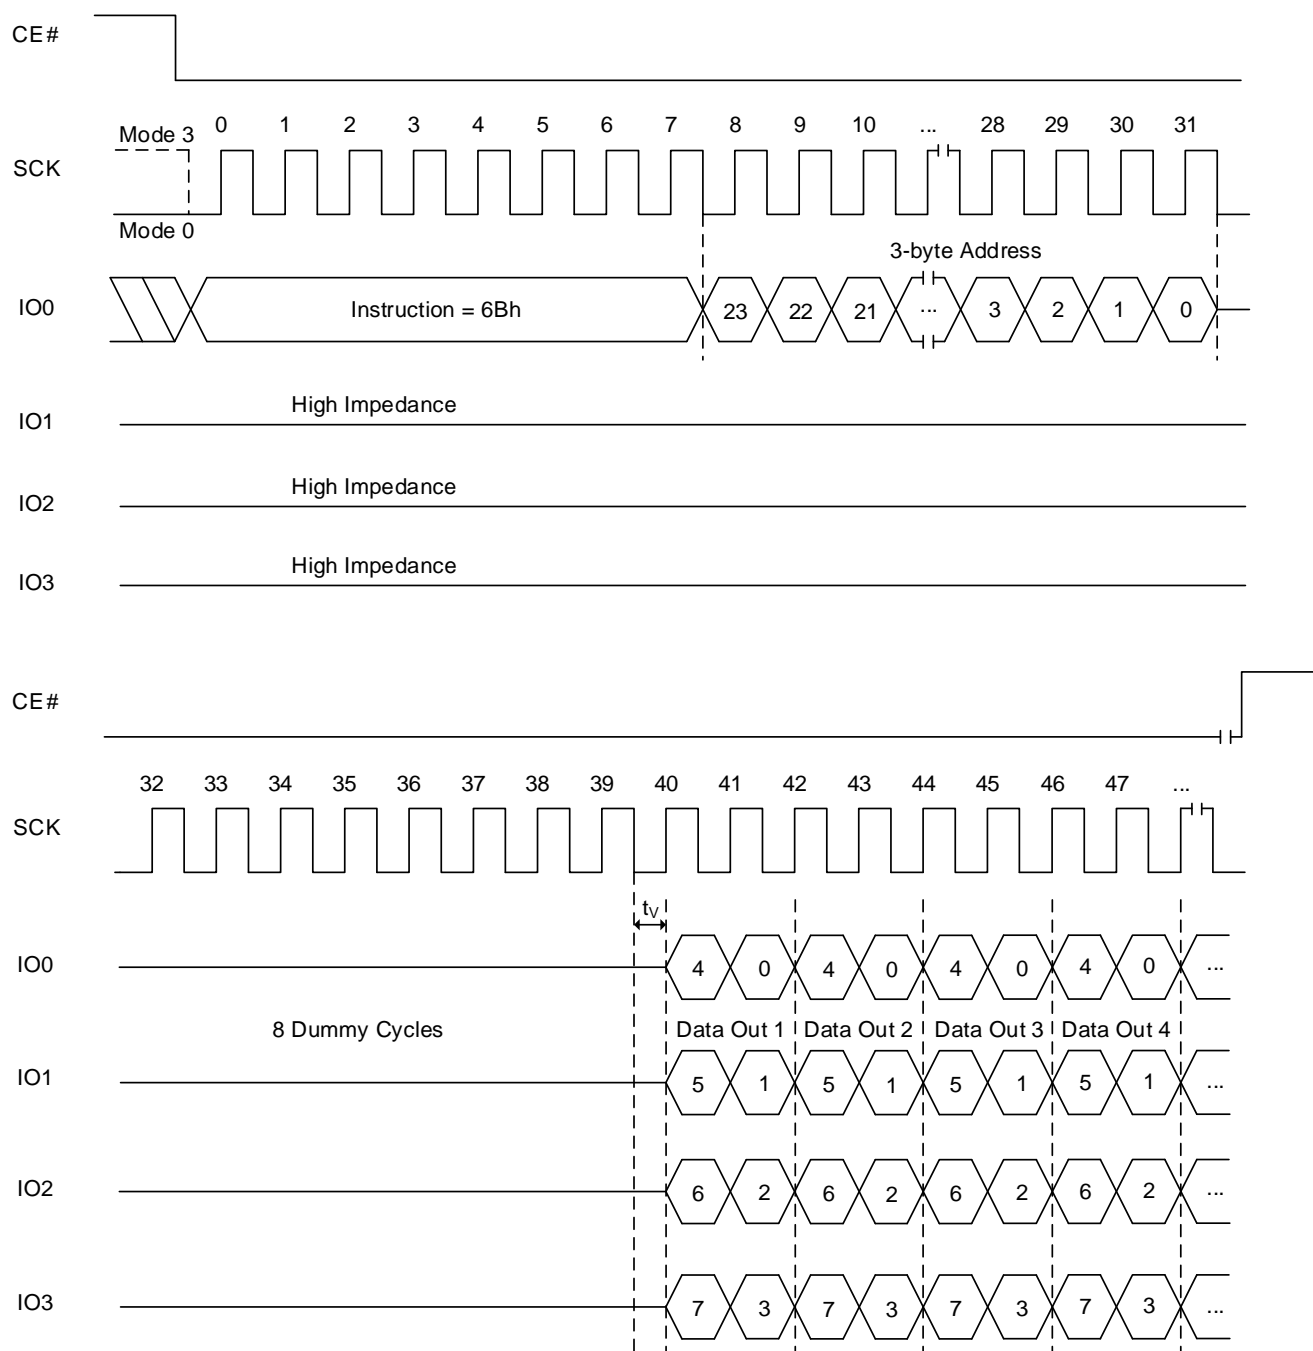 CE#
Mode 3
0 1 2 3 4 5 6 7 8 9 10 ... 28 29 30 31
SCK
Mode 0
3-byte Address
IO0 Instruction = 6Bh 23 22 21 ... 3 2 1 0
High Impedance
IO1
High Impedance
IO2
High Impedance
IO3
CE#
32 33 34 35 36 37 38 39 40 41 42 43 44 45 46 47 ...
SCK
tV
IO0 4 0 4 0 4 0 4 0 ...
8 Dummy Cycles Data Out 1 Data Out 2 Data Out 3 Data Out 4
IO1 5 1 5 1 5 1 5 1 ...
IO2 6 2 6 2 6 2 6 2 ...
IO3 7 3 7 3 7 3 7 3 ...